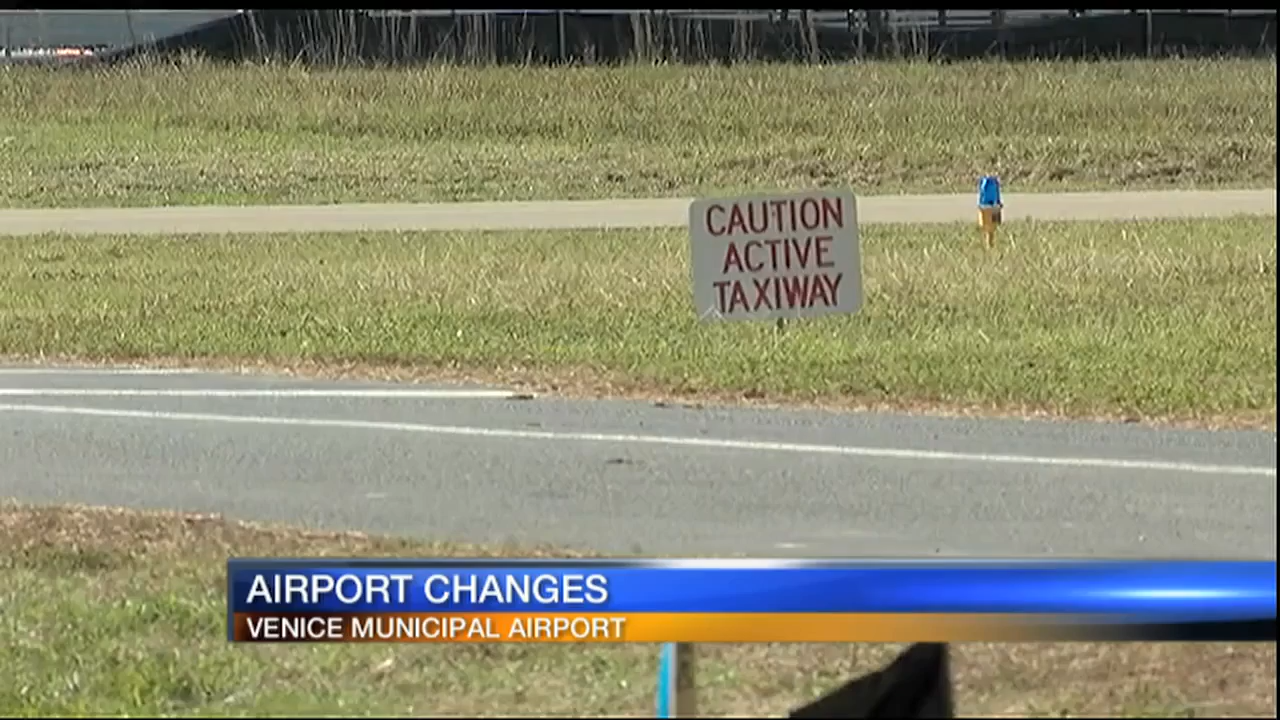 CAUTION
ACTIVE
TAXIWAY
AIRPORT CHANGES
VENICE MUNICIPAL AIRPORT